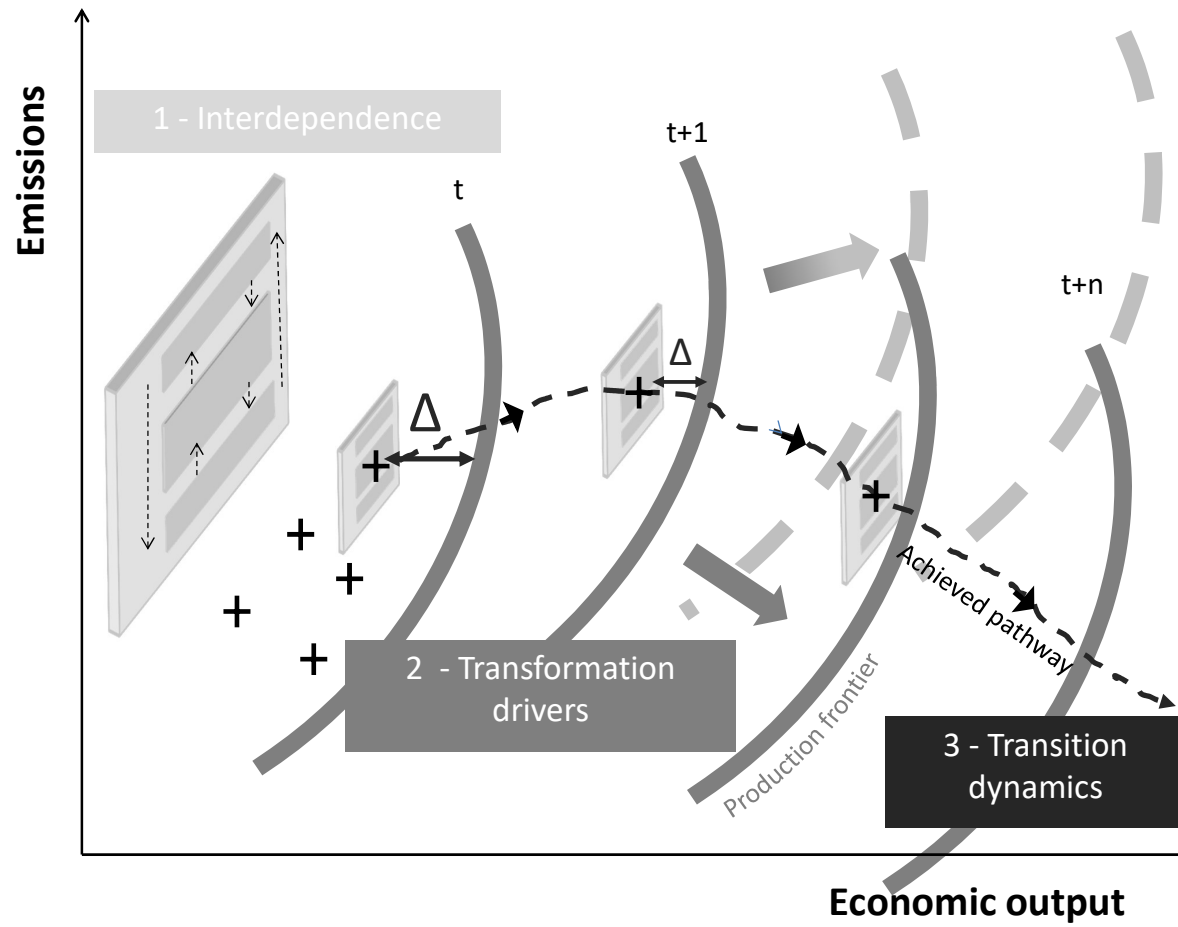 Emissions
1 - Interdependence
t
t+1
t+n
Δ
Δ
Achieved pathway
2 - Transformation
drivers
Production frontier
3 - Transition
dynamics
Economic output